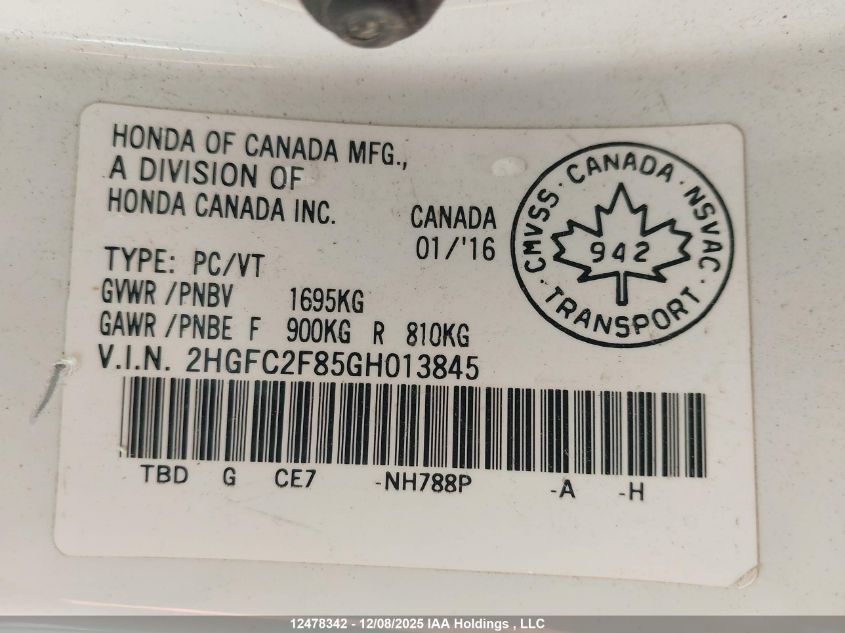 HONDA OF CANADA MFG.,
A DIVISION OF
HONDA CANADA INC.
CANADA
01/'16
TYPE: PC/VT
GVWR /PNBV 1695KG
GAWR /PNBE F 900KG R 810KG
V.I.N. 2HGFC2F85GH013845
TBD G CE7 -NH788P -A -H
CMVSS · CANADA · NSVAC
942
· TRANSPORT ·
12478342 - 12/08/2025 IAA Holdings , LLC